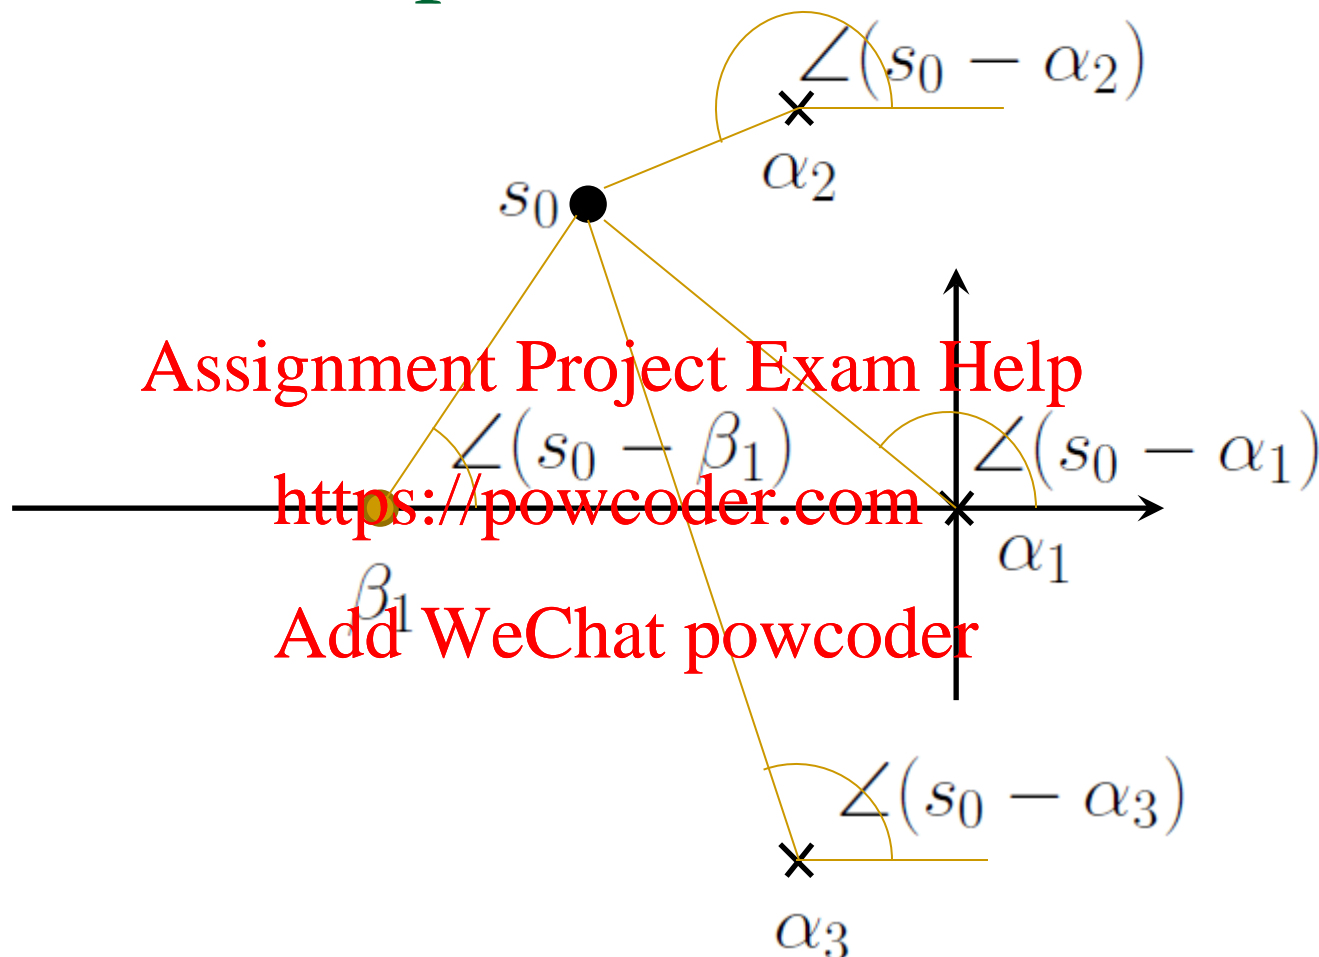 ∠(s₀ − α₂)
α₂
s₀
Assignment Project Exam Help
∠(s₀ − β₁)
∠(s₀ − α₁)
https://powcoder.com
α₁
β₁
Add WeChat powcoder
∠(s₀ − α₃)
α₃